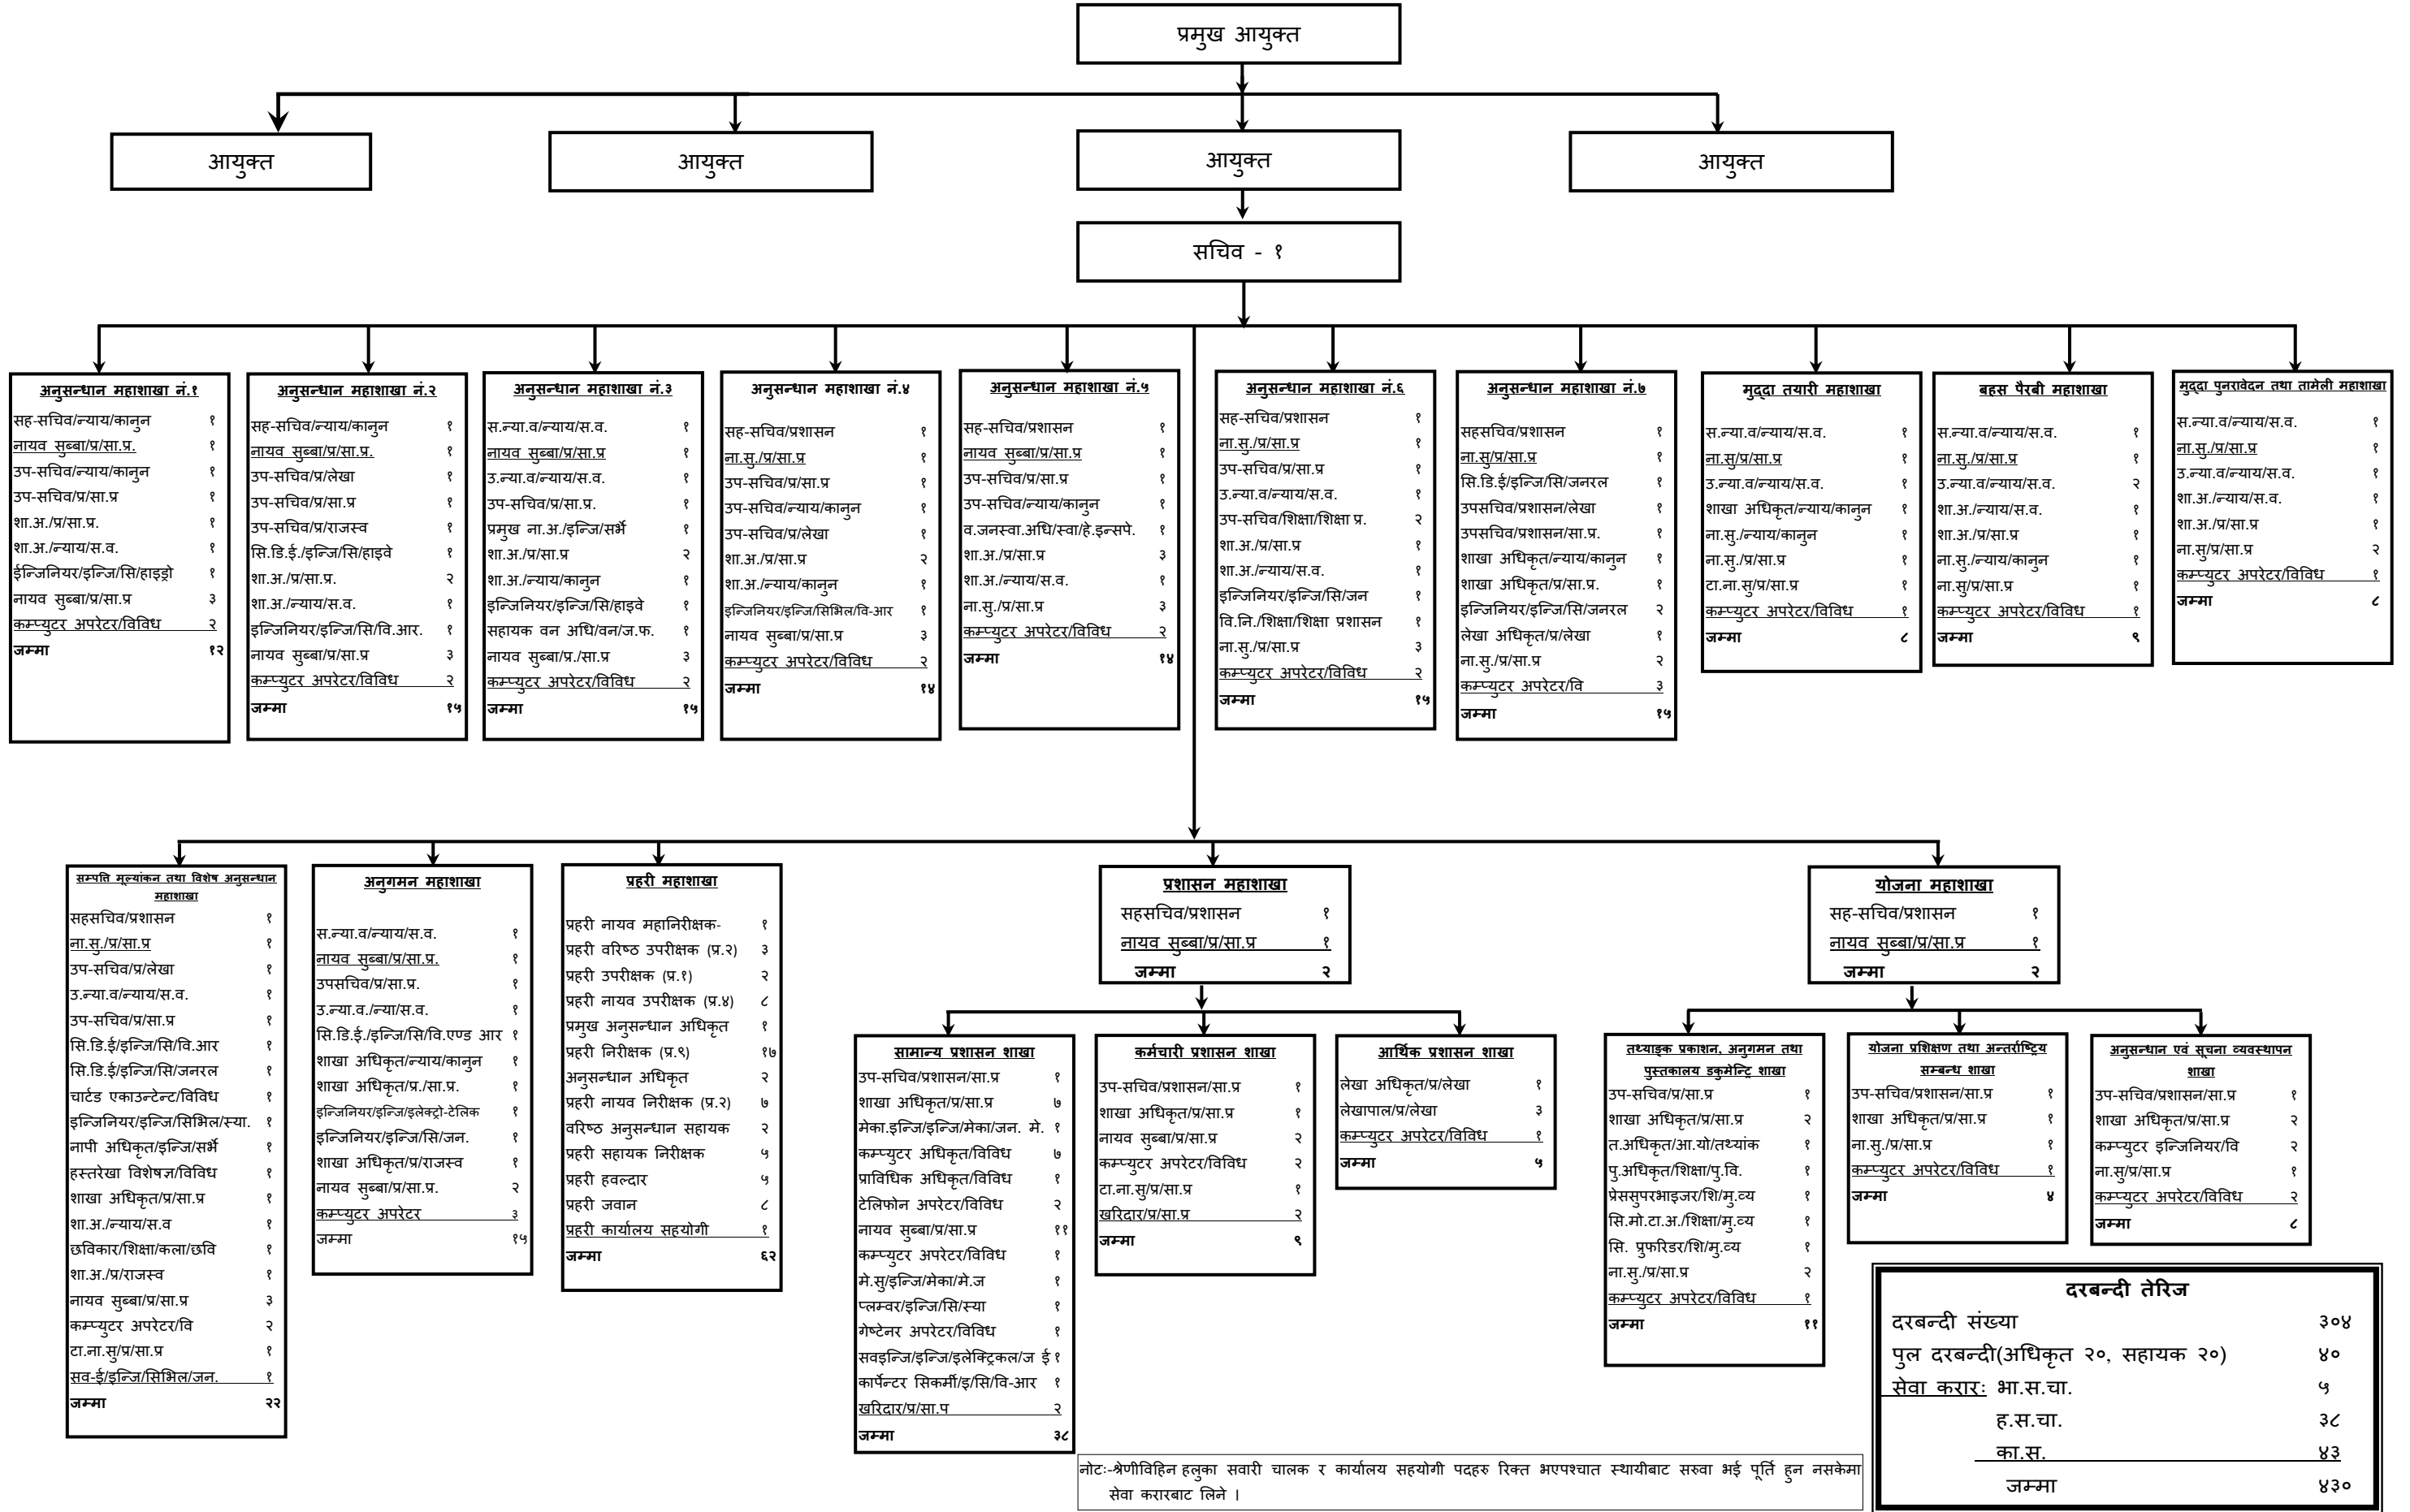 प्रमुख आयुक्त
आयुक्त
आयुक्त
आयुक्त
आयुक्त
सचिव - १
अनुसन्धान महाशाखा नं.१
सह-सचिव/न्याय/कानुन १
नायव सुब्बा/प्र/सा.प्र. १
उप-सचिव/न्याय/कानुन १
उप-सचिव/प्र/सा.प्र १
शा.अ./प्र/सा.प्र. १
शा.अ./न्याय/स.व. १
ईन्जिनियर/इन्जि/सि/हाइड्रो १
नायव सुब्बा/प्र/सा.प्र ३
कम्प्युटर अपरेटर/विविध २
जम्मा १२
अनुसन्धान महाशाखा नं.२
सह-सचिव/न्याय/कानुन १
नायव सुब्बा/प्र/सा.प्र. १
उप-सचिव/प्र/लेखा १
उप-सचिव/प्र/सा.प्र १
उप-सचिव/प्र/राजस्व १
सि.डि.ई./इन्जि/सि/हाइवे १
शा.अ./प्र/सा.प्र. २
शा.अ./न्याय/स.व. १
इन्जिनियर/इन्जि/सि/वि.आर. १
नायव सुब्बा/प्र/सा.प्र ३
कम्प्युटर अपरेटर/विविध २
जम्मा १५
अनुसन्धान महाशाखा नं.३
स.न्या.व/न्याय/स.व. १
नायव सुब्बा/प्र/सा.प्र १
उ.न्या.व/न्याय/स.व. १
उप-सचिव/प्र/सा.प्र. १
प्रमुख ना.अ./इन्जि/सर्भे १
शा.अ./प्र/सा.प्र २
शा.अ./न्याय/कानुन १
इन्जिनियर/इन्जि/सि/हाइवे १
सहायक वन अधि/वन/ज.फ. १
नायव सुब्बा/प्र./सा.प्र ३
कम्प्युटर अपरेटर/विविध २
जम्मा १५
अनुसन्धान महाशाखा नं.४
सह-सचिव/प्रशासन १
ना.सु./प्र/सा.प्र १
उप-सचिव/प्र/सा.प्र १
उप-सचिव/न्याय/कानुन १
उप-सचिव/प्र/लेखा १
शा.अ./प्र/सा.प्र २
शा.अ./न्याय/कानुन १
इन्जिनियर/इन्जि/सिभिल/वि-आर १
नायव सुब्बा/प्र/सा.प्र ३
कम्प्युटर अपरेटर/विविध २
जम्मा १४
अनुसन्धान महाशाखा नं.५
सह-सचिव/प्रशासन १
नायव सुब्बा/प्र/सा.प्र १
उप-सचिव/प्र/सा.प्र १
उप-सचिव/न्याय/कानुन १
व.जनस्वा.अधि/स्वा/हे.इन्सपे. १
शा.अ./प्र/सा.प्र ३
शा.अ./न्याय/स.व. १
ना.सु./प्र/सा.प्र ३
कम्प्युटर अपरेटर/विविध २
जम्मा १४
अनुसन्धान महाशाखा नं.६
सह-सचिव/प्रशासन १
ना.सु./प्र/सा.प्र १
उप-सचिव/प्र/सा.प्र १
उ.न्या.व/न्याय/स.व. १
उप-सचिव/शिक्षा/शिक्षा प्र. २
शा.अ./प्र/सा.प्र १
शा.अ./न्याय/स.व. १
इन्जिनियर/इन्जि/सि/जन १
वि.नि./शिक्षा/शिक्षा प्रशासन १
ना.सु./प्र/सा.प्र ३
कम्प्युटर अपरेटर/विविध २
जम्मा १५
अनुसन्धान महाशाखा नं.७
सहसचिव/प्रशासन १
ना.सु/प्र/सा.प्र १
सि.डि.ई/इन्जि/सि/जनरल १
उपसचिव/प्रशासन/लेखा १
उपसचिव/प्रशासन/सा.प्र. १
शाखा अधिकृत/न्याय/कानुन १
शाखा अधिकृत/प्र/सा.प्र. १
इन्जिनियर/इन्जि/सि/जनरल २
लेखा अधिकृत/प्र/लेखा १
ना.सु./प्र/सा.प्र २
कम्प्युटर अपरेटर/वि ३
जम्मा १५
मुद्दा तयारी महाशाखा
स.न्या.व/न्याय/स.व. १
ना.सु/प्र/सा.प्र १
उ.न्या.व/न्याय/स.व. १
शाखा अधिकृत/न्याय/कानुन १
ना.सु./न्याय/कानुन १
ना.सु./प्र/सा.प्र १
टा.ना.सु/प्र/सा.प्र १
कम्प्युटर अपरेटर/विविध १
जम्मा ८
बहस पैरबी महाशाखा
स.न्या.व/न्याय/स.व. १
ना.सु./प्र/सा.प्र १
उ.न्या.व/न्याय/स.व. २
शा.अ./न्याय/स.व. १
शा.अ./प्र/सा.प्र १
ना.सु./न्याय/कानुन १
ना.सु/प्र/सा.प्र १
कम्प्युटर अपरेटर/विविध १
जम्मा ९
मुद्दा पुनरावेदन तथा तामेली महाशाखा
स.न्या.व/न्याय/स.व. १
ना.सु./प्र/सा.प्र १
उ.न्या.व/न्याय/स.व. १
शा.अ./न्याय/स.व. १
शा.अ./प्र/सा.प्र १
ना.सु/प्र/सा.प्र २
कम्प्युटर अपरेटर/विविध १
जम्मा ८
सम्पत्ति मूल्यांकन तथा विशेष अनुसन्धान
महाशाखा
सहसचिव/प्रशासन १
ना.सु./प्र/सा.प्र १
उप-सचिव/प्र/लेखा १
उ.न्या.व/न्याय/स.व. १
उप-सचिव/प्र/सा.प्र १
सि.डि.ई/इन्जि/सि/वि.आर १
सि.डि.ई/इन्जि/सि/जनरल १
चार्टड एकाउन्टेन्ट/विविध १
इन्जिनियर/इन्जि/सिभिल/स्या. १
नापी अधिकृत/इन्जि/सर्भे १
हस्तरेखा विशेषज्ञ/विविध १
शाखा अधिकृत/प्र/सा.प्र १
शा.अ./न्याय/स.व १
छविकार/शिक्षा/कला/छवि १
शा.अ./प्र/राजस्व १
नायव सुब्बा/प्र/सा.प्र ३
कम्प्युटर अपरेटर/वि २
टा.ना.सु/प्र/सा.प्र १
सव-ई/इन्जि/सिभिल/जन. १
जम्मा २२
अनुगमन महाशाखा
स.न्या.व/न्याय/स.व. १
नायव सुब्बा/प्र/सा.प्र. १
उपसचिव/प्र/सा.प्र. १
उ.न्या.व./न्या/स.व. १
सि.डि.ई./इन्जि/सि/वि.एण्ड आर १
शाखा अधिकृत/न्याय/कानुन १
शाखा अधिकृत/प्र./सा.प्र. १
इन्जिनियर/इन्जि/इलेक्ट्रो-टेलिक १
इन्जिनियर/इन्जि/सि/जन. १
शाखा अधिकृत/प्र/राजस्व १
नायव सुब्बा/प्र/सा.प्र. २
कम्प्युटर अपरेटर ३
जम्मा १५
प्रहरी महाशाखा
प्रहरी नायव महानिरीक्षक- १
प्रहरी वरिष्ठ उपरीक्षक (प्र.२) ३
प्रहरी उपरीक्षक (प्र.१) २
प्रहरी नायव उपरीक्षक (प्र.४) ८
प्रमुख अनुसन्धान अधिकृत १
प्रहरी निरीक्षक (प्र.९) १७
अनुसन्धान अधिकृत २
प्रहरी नायव निरीक्षक (प्र.२) ७
वरिष्ठ अनुसन्धान सहायक २
प्रहरी सहायक निरीक्षक ५
प्रहरी हवल्दार ५
प्रहरी जवान ८
प्रहरी कार्यालय सहयोगी १
जम्मा ६२
प्रशासन महाशाखा
सहसचिव/प्रशासन १
नायव सुब्बा/प्र/सा.प्र १
जम्मा २
योजना महाशाखा
सह-सचिव/प्रशासन १
नायव सुब्बा/प्र/सा.प्र १
जम्मा २
सामान्य प्रशासन शाखा
उप-सचिव/प्रशासन/सा.प्र १
शाखा अधिकृत/प्र/सा.प्र ७
मेका.इन्जि/इन्जि/मेका/जन. मे. १
कम्प्युटर अधिकृत/विविध ७
प्राविधिक अधिकृत/विविध १
टेलिफोन अपरेटर/विविध २
नायव सुब्बा/प्र/सा.प्र ११
कम्प्युटर अपरेटर/विविध १
मे.सु/इन्जि/मेका/मे.ज १
प्लम्वर/इन्जि/सि/स्या १
गेष्टेनर अपरेटर/विविध १
सवइन्जि/इन्जि/इलेक्ट्रिकल/ज ई १
कार्पेन्टर सिकर्मी/इ/सि/वि-आर १
खरिदार/प्र/सा.प २
जम्मा ३८
कर्मचारी प्रशासन शाखा
उप-सचिव/प्रशासन/सा.प्र १
शाखा अधिकृत/प्र/सा.प्र १
नायव सुब्बा/प्र/सा.प्र २
कम्प्युटर अपरेटर/विविध २
टा.ना.सु/प्र/सा.प्र १
खरिदार/प्र/सा.प्र २
जम्मा ९
आर्थिक प्रशासन शाखा
लेखा अधिकृत/प्र/लेखा १
लेखापाल/प्र/लेखा ३
कम्प्युटर अपरेटर/विविध १
जम्मा ५
तथ्याङ्क प्रकाशन, अनुगमन तथा
पुस्तकालय डकुमेन्ट्रि शाखा
उप-सचिव/प्र/सा.प्र १
शाखा अधिकृत/प्र/सा.प्र २
त.अधिकृत/आ.यो/तथ्यांक १
पु.अधिकृत/शिक्षा/पु.वि. १
प्रेससुपरभाइजर/शि/मु.व्य १
सि.मो.टा.अ./शिक्षा/मु.व्य १
सि. प्रुफरिडर/शि/मु.व्य १
ना.सु./प्र/सा.प्र २
कम्प्युटर अपरेटर/विविध १
जम्मा ११
योजना प्रशिक्षण तथा अन्तर्राष्ट्रिय
सम्बन्ध शाखा
उप-सचिव/प्रशासन/सा.प्र १
शाखा अधिकृत/प्र/सा.प्र १
ना.सु./प्र/सा.प्र १
कम्प्युटर अपरेटर/विविध १
जम्मा ४
अनुसन्धान एवं सूचना व्यवस्थापन
शाखा
उप-सचिव/प्रशासन/सा.प्र १
शाखा अधिकृत/प्र/सा.प्र २
कम्प्युटर इन्जिनियर/वि २
ना.सु/प्र/सा.प्र १
कम्प्युटर अपरेटर/विविध २
जम्मा ८
दरबन्दी तेरिज
दरबन्दी संख्या ३०४
पुल दरबन्दी(अधिकृत २०, सहायक २०) ४०
सेवा करारः भा.स.चा. ५
ह.स.चा. ३८
का.स. ४३
जम्मा ४३०
नोटः-श्रेणीविहिन हलुका सवारी चालक र कार्यालय सहयोगी पदहरु रिक्त भएपश्चात स्थायीबाट सरुवा भई पूर्ति हुन नसकेमा
सेवा करारबाट लिने ।